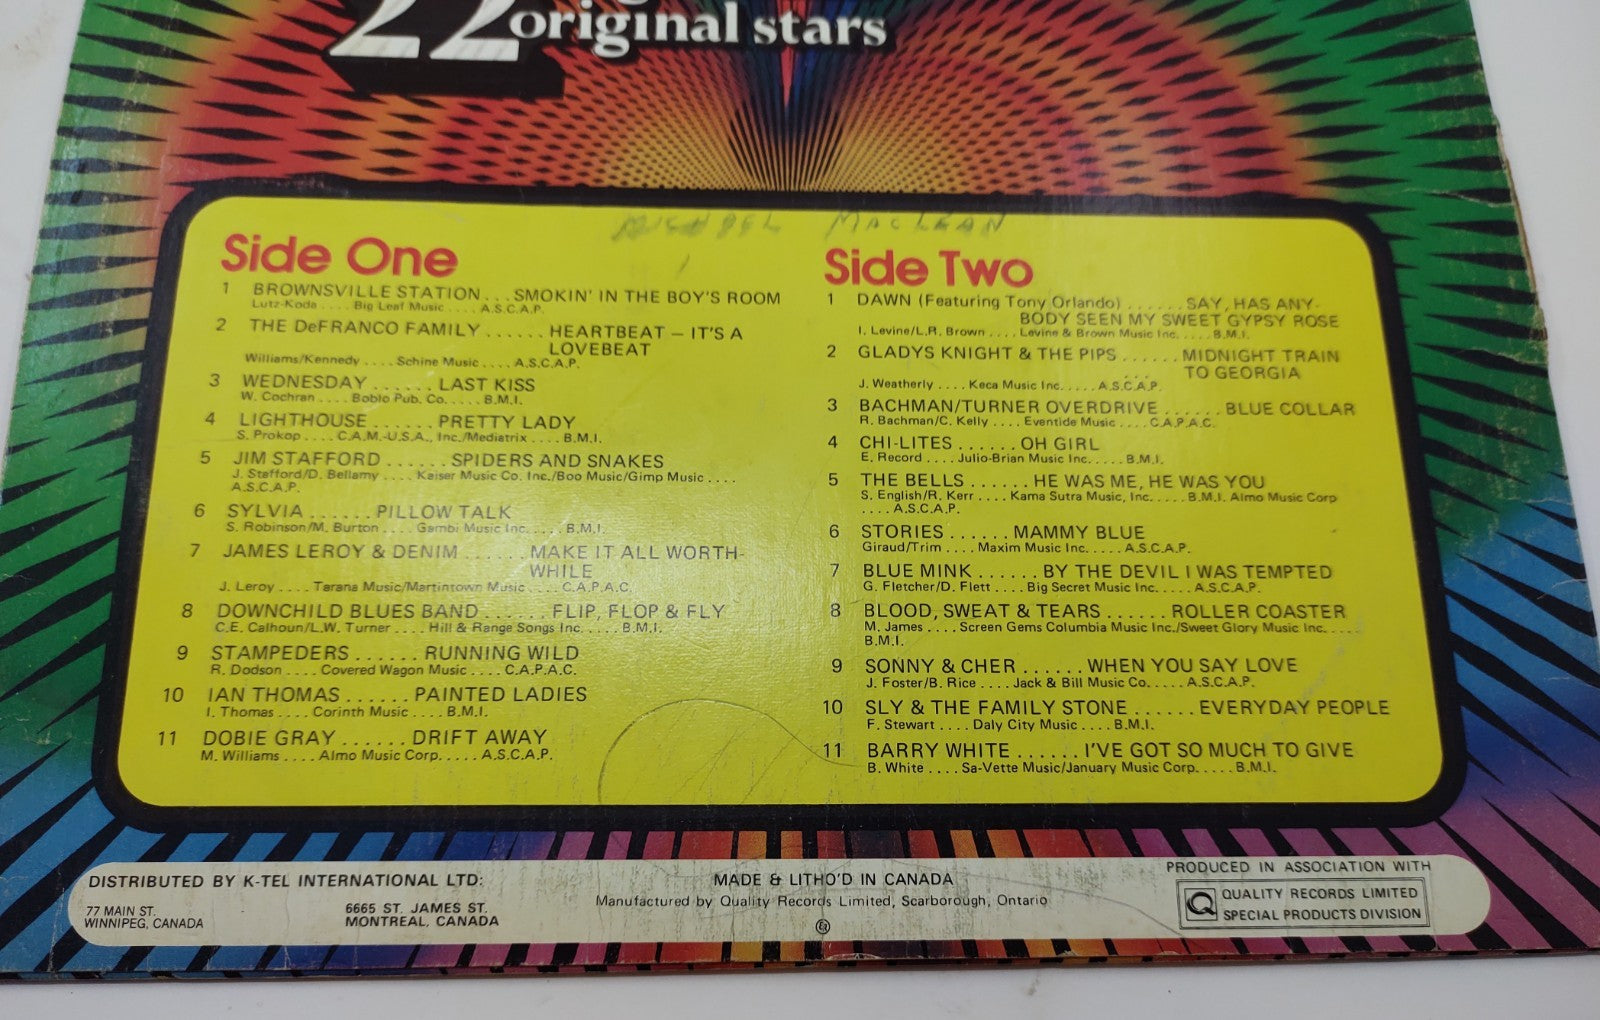 22 original stars
MacLEAN
Side One
1 BROWNSVILLE STATION...SMOKIN' IN THE BOY'S ROOM
Lutz-Koda .... Big Leaf Music .... A.S.C.A.P.
2 THE DeFRANCO FAMILY ...... HEARTBEAT – IT'S A
LOVEBEAT
Williams/Kennedy .... Schine Music .... A.S.C.A.P.
3 WEDNESDAY ...... LAST KISS
W. Cochran .... Boblo Pub. Co..... B.M.I.
4 LIGHTHOUSE ...... PRETTY LADY
S. Prokop .... C.A.M.-U.S.A., Inc./Mediatrix .... B.M.I.
5 JIM STAFFORD ...... SPIDERS AND SNAKES
J. Stafford/D. Bellamy .... Kaiser Music Co. Inc./Boo Music/Gimp Music ....
A.S.C.A.P.
6 SYLVIA ...... PILLOW TALK
S. Robinson/M. Burton .... Gambi Music Inc..... B.M.I.
7 JAMES LEROY & DENIM ...... MAKE IT ALL WORTH-
WHILE
J. Leroy .... Tarana Music/Martintown Music .... C.A.P.A.C.
8 DOWNCHILD BLUES BAND ...... FLIP, FLOP & FLY
C.E. Calhoun/L.W. Turner .... Hill & Range Songs Inc..... B.M.I.
9 STAMPEDERS ...... RUNNING WILD
R. Dodson .... Covered Wagon Music .... C.A.P.A.C.
10 IAN THOMAS ...... PAINTED LADIES
I. Thomas .... Corinth Music .... B.M.I.
11 DOBIE GRAY ...... DRIFT AWAY
M. Williams .... Almo Music Corp..... A.S.C.A.P.
Side Two
1 DAWN (Featuring Tony Orlando) ...... SAY, HAS ANY-
BODY SEEN MY SWEET GYPSY ROSE
I. Levine/L.R. Brown .... Levine & Brown Music Inc..... B.M.I.
2 GLADYS KNIGHT & THE PIPS ...... MIDNIGHT TRAIN
TO GEORGIA
J. Weatherly .... Keca Music Inc..... A.S.C.A.P.
3 BACHMAN/TURNER OVERDRIVE ...... BLUE COLLAR
R. Bachman/C. Kelly .... Eventide Music .... C.A.P.A.C.
4 CHI-LITES ...... OH GIRL
E. Record .... Julio-Brian Music Inc..... B.M.I.
5 THE BELLS ...... HE WAS ME, HE WAS YOU
S. English/R. Kerr .... Kama Sutra Music, Inc..... B.M.I. Almo Music Corp
.... A.S.C.A.P.
6 STORIES ...... MAMMY BLUE
Giraud/Trim .... Maxim Music Inc..... A.S.C.A.P.
7 BLUE MINK ...... BY THE DEVIL I WAS TEMPTED
G. Fletcher/D. Flett .... Big Secret Music Inc..... A.S.C.A.P.
8 BLOOD, SWEAT & TEARS ...... ROLLER COASTER
M. James .... Screen Gems Columbia Music Inc./Sweet Glory Music Inc.....
B.M.I.
9 SONNY & CHER ...... WHEN YOU SAY LOVE
J. Foster/B. Rice .... Jack & Bill Music Co..... A.S.C.A.P.
10 SLY & THE FAMILY STONE ...... EVERYDAY PEOPLE
F. Stewart .... Daly City Music .... B.M.I.
11 BARRY WHITE ...... I'VE GOT SO MUCH TO GIVE
B. White .... Sa-Vette Music/January Music Corp..... B.M.I.
DISTRIBUTED BY K-TEL INTERNATIONAL LTD:
77 MAIN ST.
WINNIPEG, CANADA
6665 ST. JAMES ST.
MONTREAL, CANADA
MADE & LITHO'D IN CANADA
Manufactured by Quality Records Limited, Scarborough, Ontario
PRODUCED IN ASSOCIATION WITH
Q QUALITY RECORDS LIMITED
SPECIAL PRODUCTS DIVISION